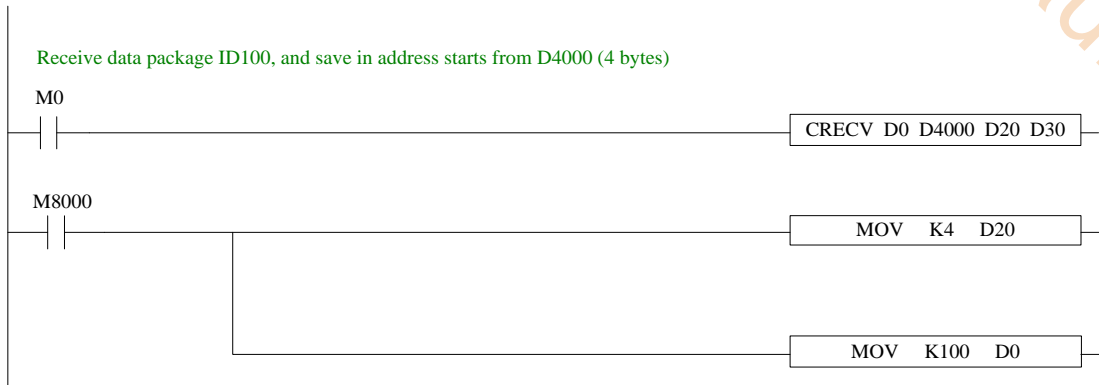 Receive data package ID100, and save in address starts from D4000 (4 bytes)
M0
CRECV D0 D4000 D20 D30
M8000
MOV K4 D20
MOV K100 D0